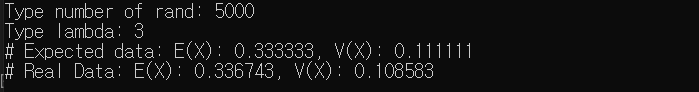 Type number of rand: 5000
Type lambda: 3
# Expected data: E(X): 0.333333, V(X): 0.111111
# Real Data: E(X): 0.336743, V(X): 0.108583